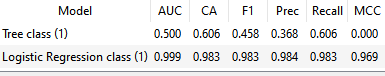 Model AUC CA F1 Prec Recall MCC
Tree class (1) 0.500 0.606 0.458 0.368 0.606 0.000
Logistic Regression class (1) 0.999 0.983 0.983 0.984 0.983 0.969